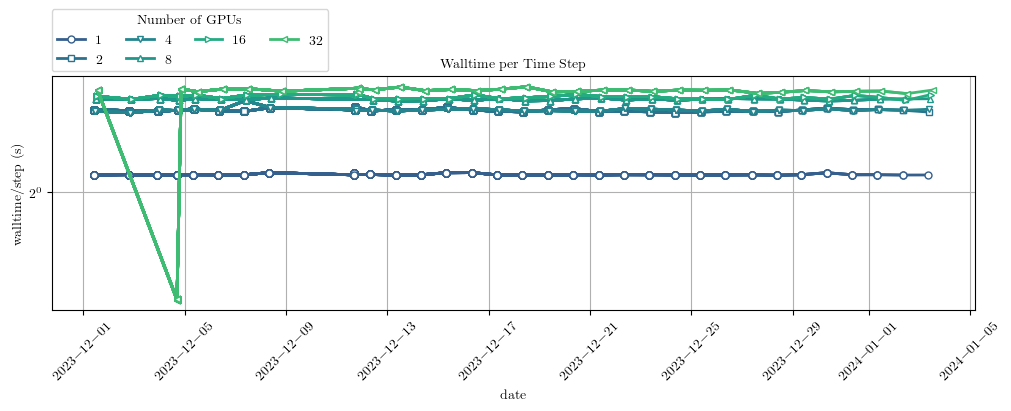 Number of GPUs
1 4 16 32
2 8
Walltime per Time Step
walltime/step (s)
2⁰
2023−12−01 2023−12−05 2023−12−09 2023−12−13 2023−12−17 2023−12−21 2023−12−25 2023−12−29 2024−01−01 2024−01−05
date